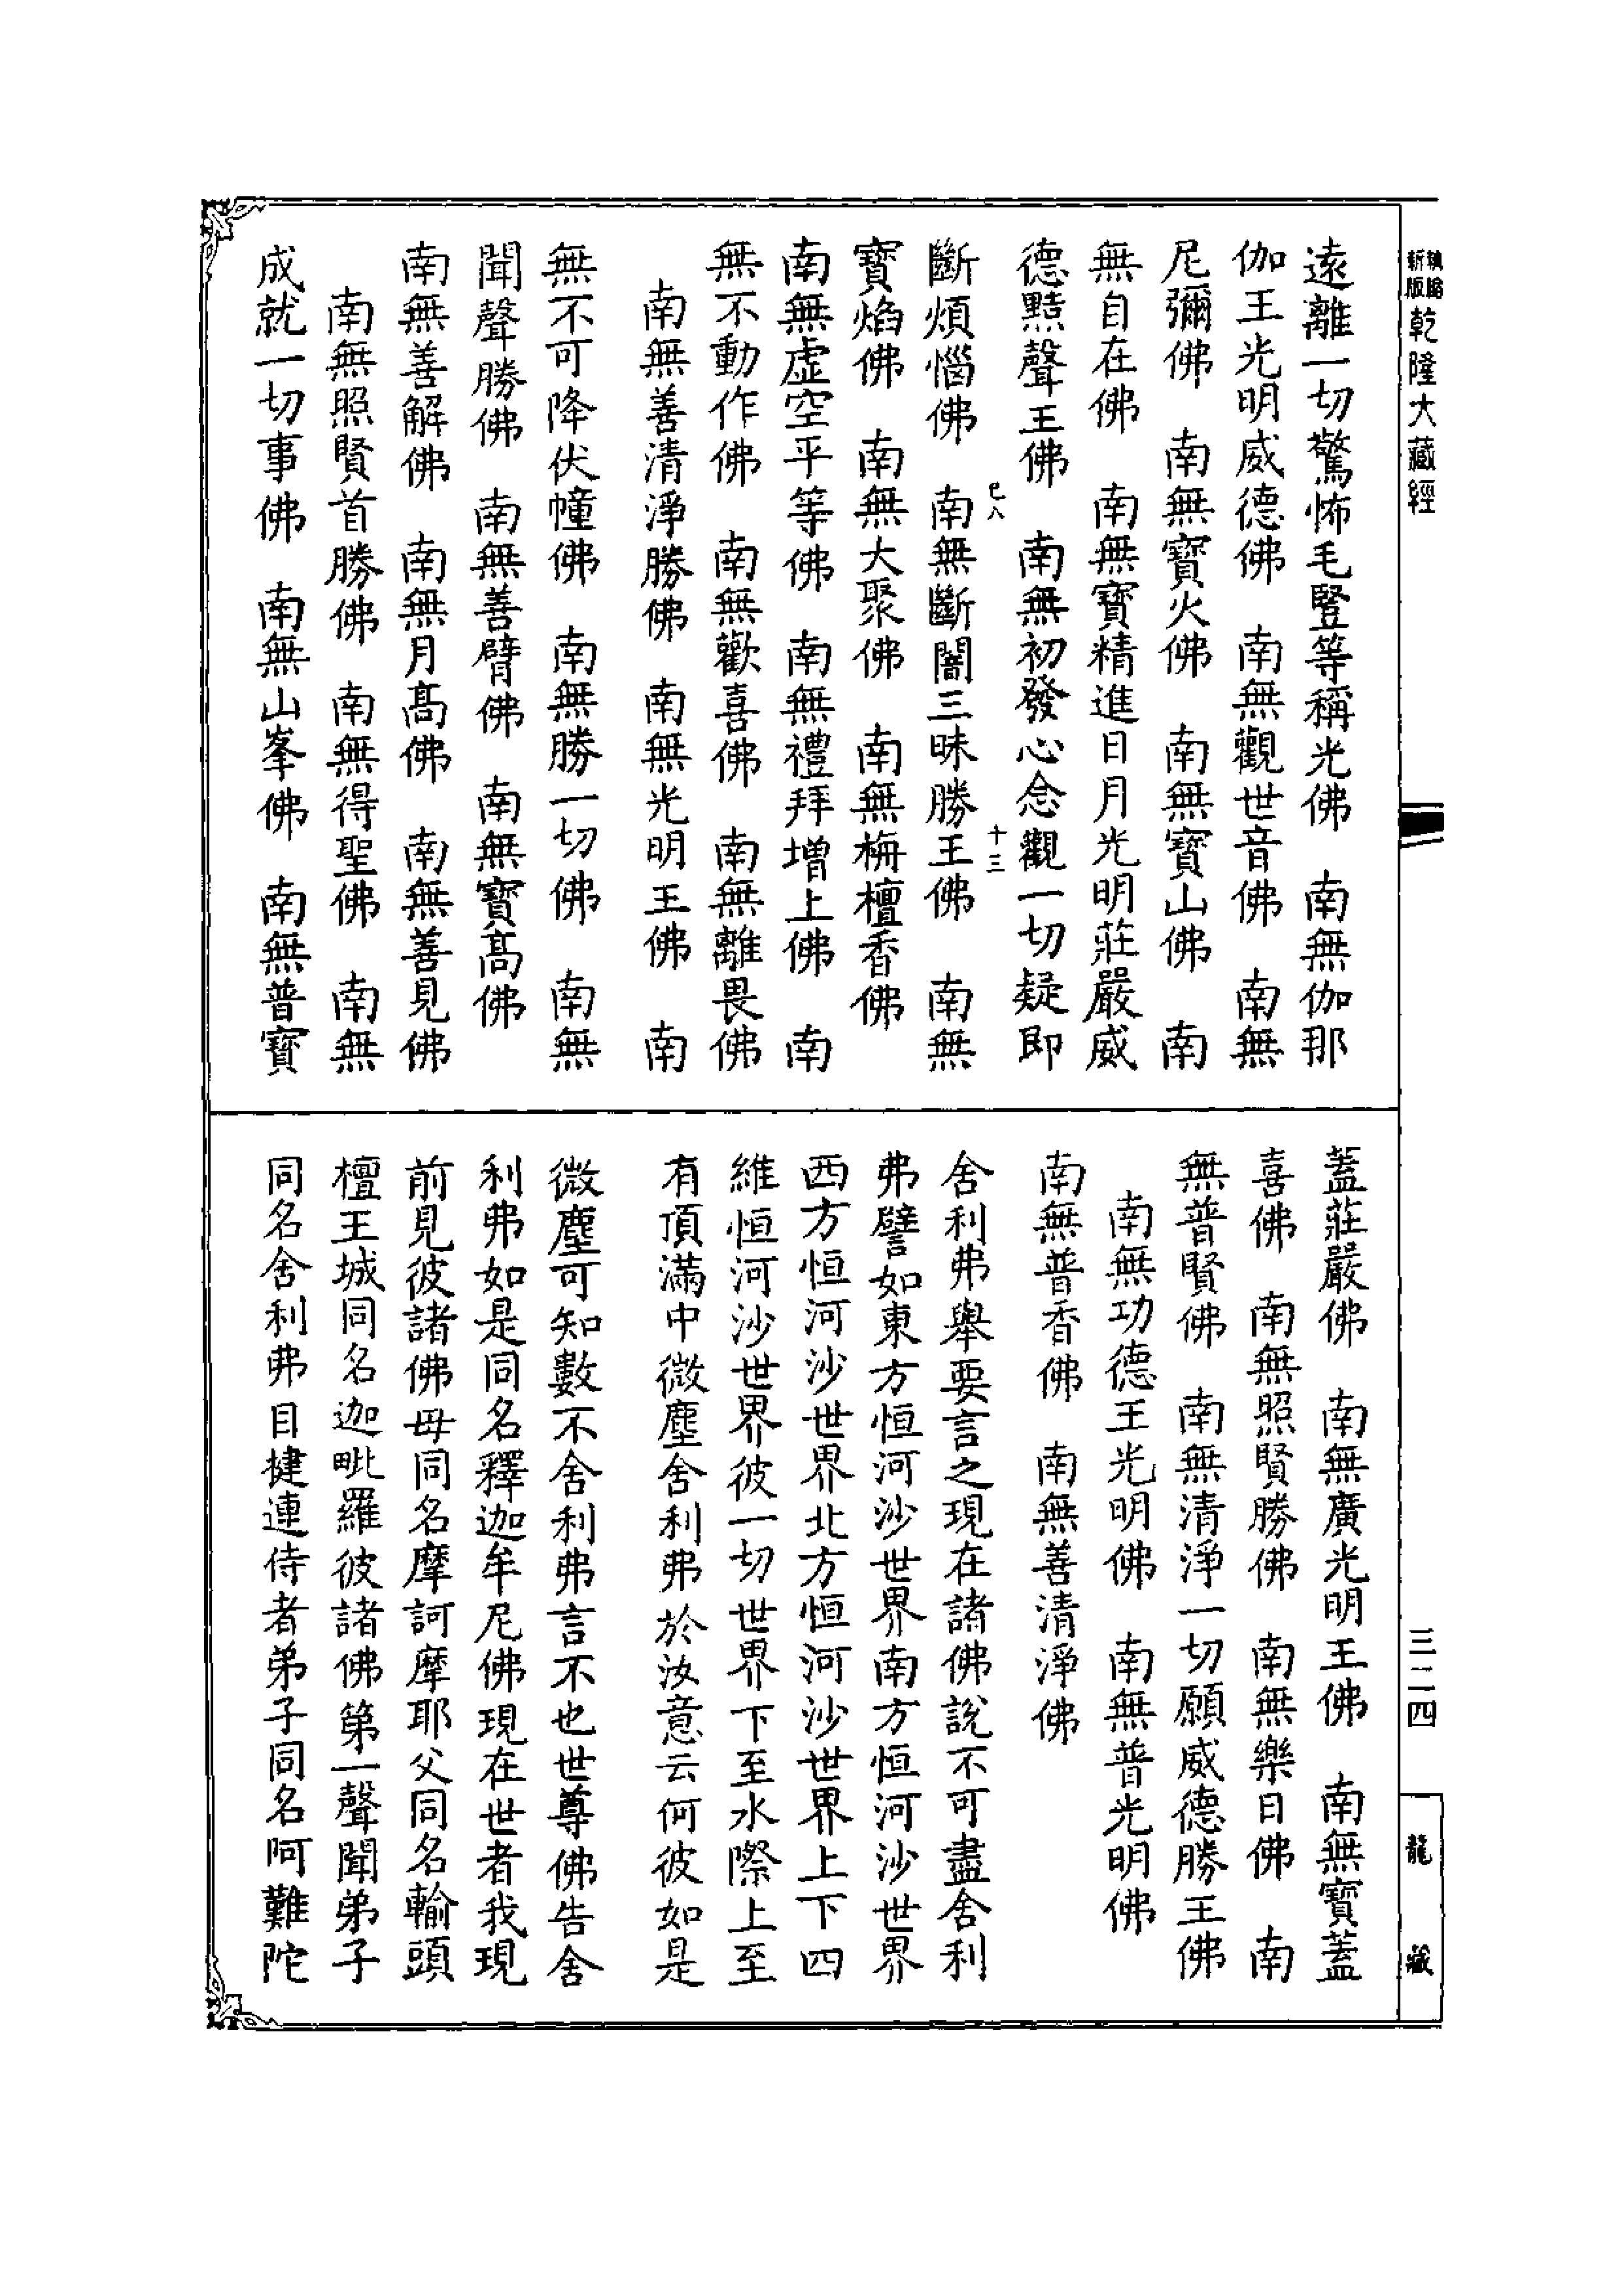 新版乾隆大藏經
遠離一切驚怖毛豎等稱光佛　南無伽那
伽王光明威德佛　南無觀世音佛　南無
尼彌佛　南無寶火佛　南無寶山佛　南
無自在佛　南無寶精進日月光明莊嚴威
德㸃聲王佛　南無初發心念觀一切疑即
十三
斷煩惱佛　南無斷闇三昧勝王佛　南無
寶焰佛　南無大聚佛　南無栴檀香佛
南無虛空平等佛　南無禮拜增上佛　南
無不動作佛　南無歡喜佛　南無離畏佛
南無善清淨勝佛　南無光明王佛　南
無不可降伏幢佛　南無勝一切佛　南無
聞聲勝佛　南無善臂佛　南無寶髙佛
南無善解佛　南無月髙佛　南無善見佛
南無照賢首勝佛　南無得聖佛　南無
成就一切事佛　南無山峯佛　南無普寶
蓋莊嚴佛　南無廣光明王佛　南無寶蓋
喜佛　南無照賢勝佛　南無樂日佛　南
無普賢佛　南無清淨一切願威德勝王佛
南無功德王光明佛　南無普光明佛
南無普香佛　南無善清淨佛
舍利弗舉要言之現在諸佛說不可盡舍利
弗譬如東方恒河沙世界南方恒河沙世界
西方恒河沙世界北方恒河沙世界上下四
維恒河沙世界彼一切世界下至水際上至
有頂滿中微塵舍利弗於汝意云何彼如是
微塵可知數不舍利弗言不也世尊佛告舍
利弗如是同名釋迦牟尼佛現在世者我現
前見彼諸佛母同名摩訶摩耶父同名輸頭
檀王城同名迦毗羅彼諸佛第一聲聞弟子
同名舍利弗目揵連侍者弟子同名阿難陀
三二四
龍藏